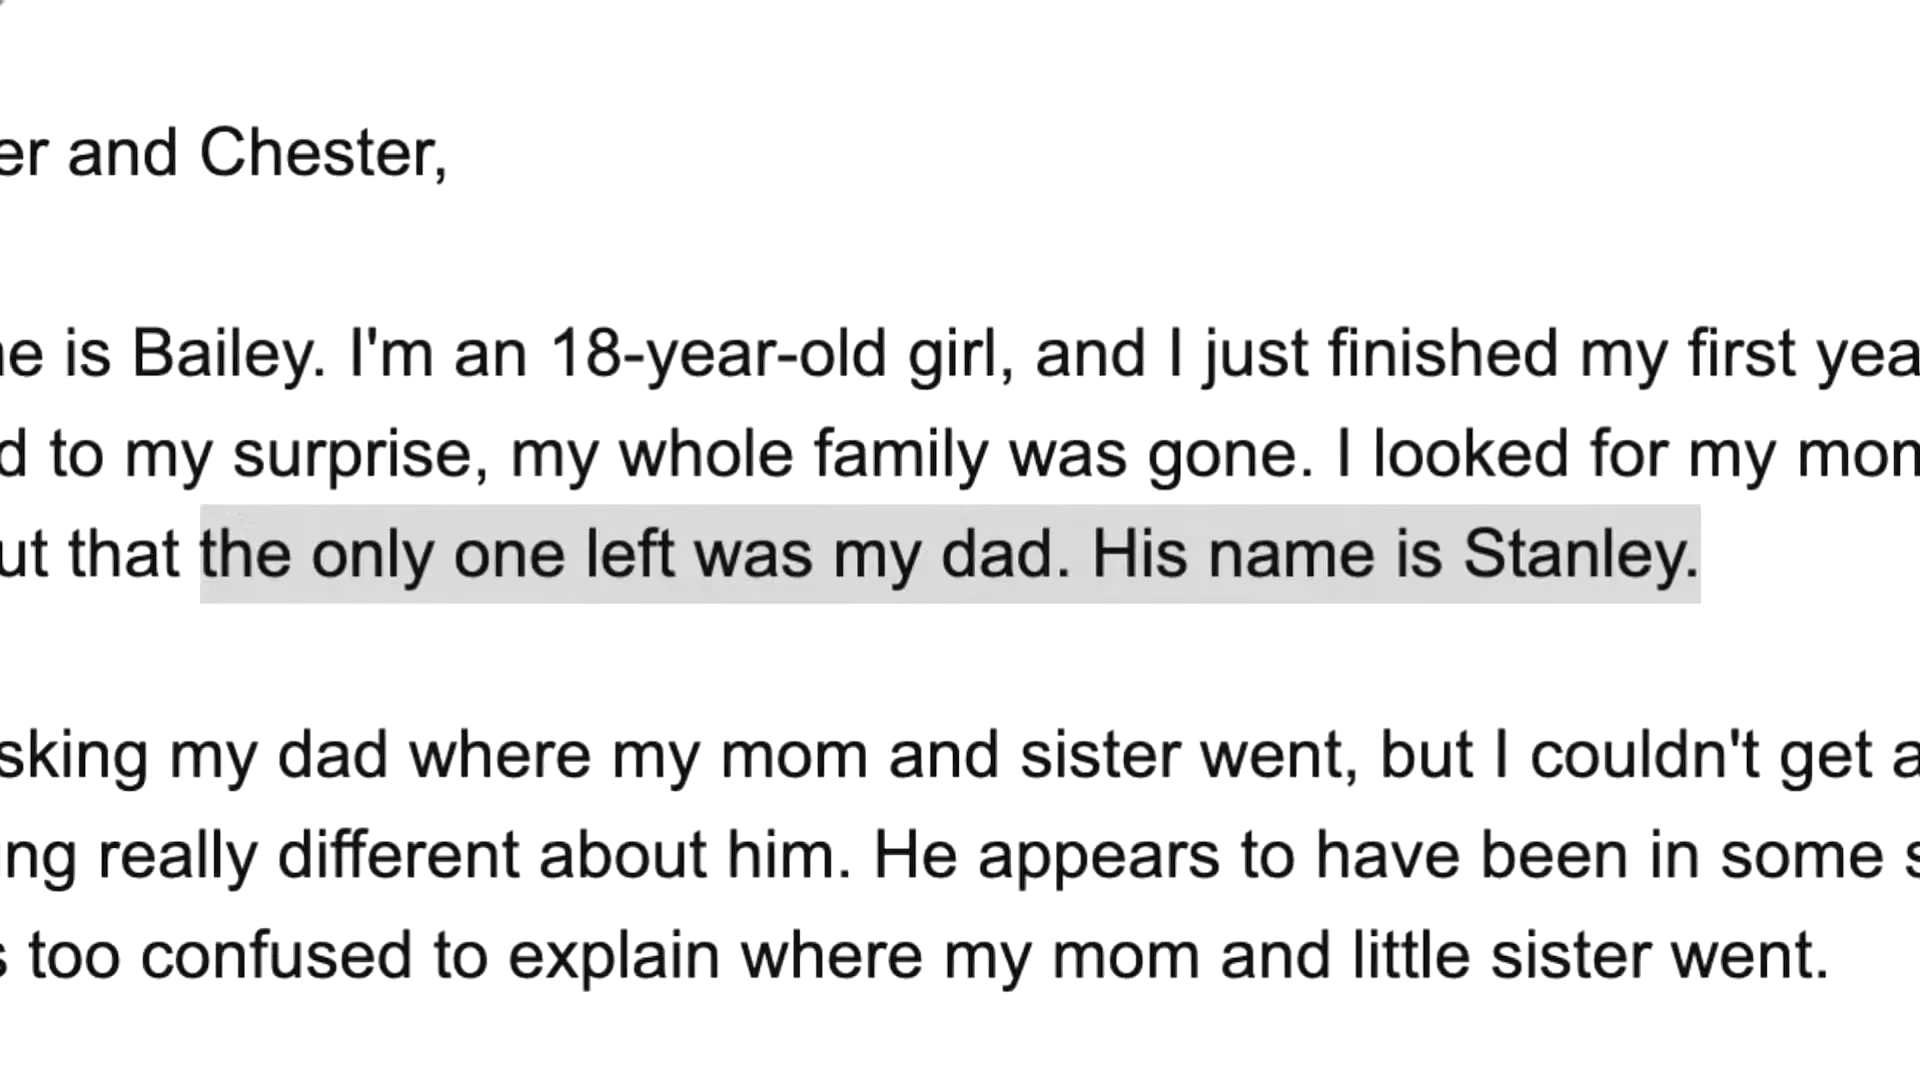 er and Chester,
e is Bailey. I'm an 18-year-old girl, and I just finished my first yea
d to my surprise, my whole family was gone. I looked for my mom
ut that the only one left was my dad. His name is Stanley.
sking my dad where my mom and sister went, but I couldn't get a
ng really different about him. He appears to have been in some s
s too confused to explain where my mom and little sister went.